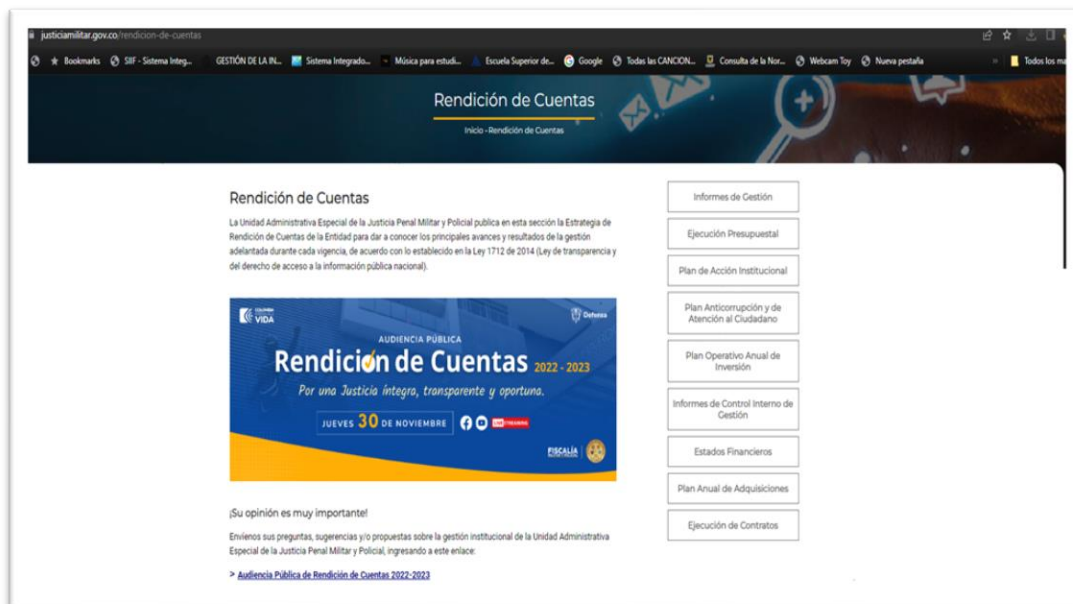 justiciamilitar.gov.co/rendicion-de-cuentas
Bookmarks SIIF - Sistema Integ... GESTIÓN DE LA IN... Sistema Integrado... Música para estudi... Escuela Superior de... Google Todas las CANCION... Consulta de la Nor... Webcam Toy Nueva pestaña » Todos los ma
Rendición de Cuentas
Inicio - Rendición de Cuentas
Rendición de Cuentas
La Unidad Administrativa Especial de la Justicia Penal Militar y Policial publica en esta sección la Estrategia de
Rendición de Cuentas de la Entidad para dar a conocer los principales avances y resultados de la gestión
adelantada durante cada vigencia, de acuerdo con lo establecido en la Ley 1712 de 2014 (Ley de transparencia y
del derecho de acceso a la información pública nacional).
COLOMBIA
VIDA
Defensa
AUDIENCIA PÚBLICA
Rendición de Cuentas 2022 - 2023
Por una Justicia íntegra, transparente y oportuna.
JUEVES 30 DE NOVIEMBRE LIVE STREAMING
FISCALÍA
¡Su opinión es muy importante!
Envíenos sus preguntas, sugerencias y/o propuestas sobre la gestión institucional de la Unidad Administrativa
Especial de la Justicia Penal Militar y Policial, ingresando a este enlace:
> Audiencia Pública de Rendición de Cuentas 2022-2023
Informes de Gestión
Ejecución Presupuestal
Plan de Acción Institucional
Plan Anticorrupción y de
Atención al Ciudadano
Plan Operativo Anual de
Inversión
Informes de Control Interno de
Gestión
Estados Financieros
Plan Anual de Adquisiciones
Ejecución de Contratos